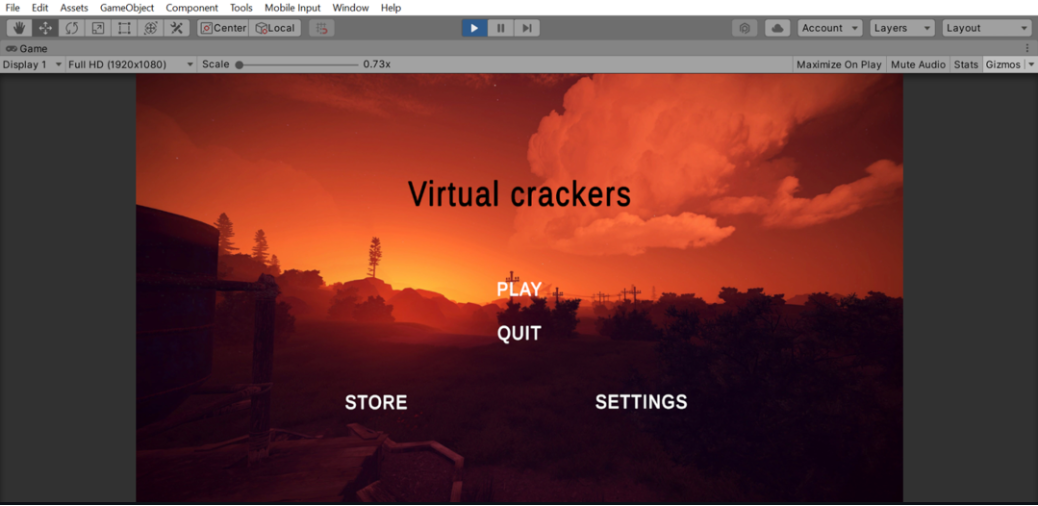 File Edit Assets GameObject Component Tools Mobile Input Window Help
Center Local Account Layers Layout
Game
Display 1 Full HD (1920x1080) Scale 0.73x Maximize On Play Mute Audio Stats Gizmos
Virtual crackers
PLAY
QUIT
STORE SETTINGS